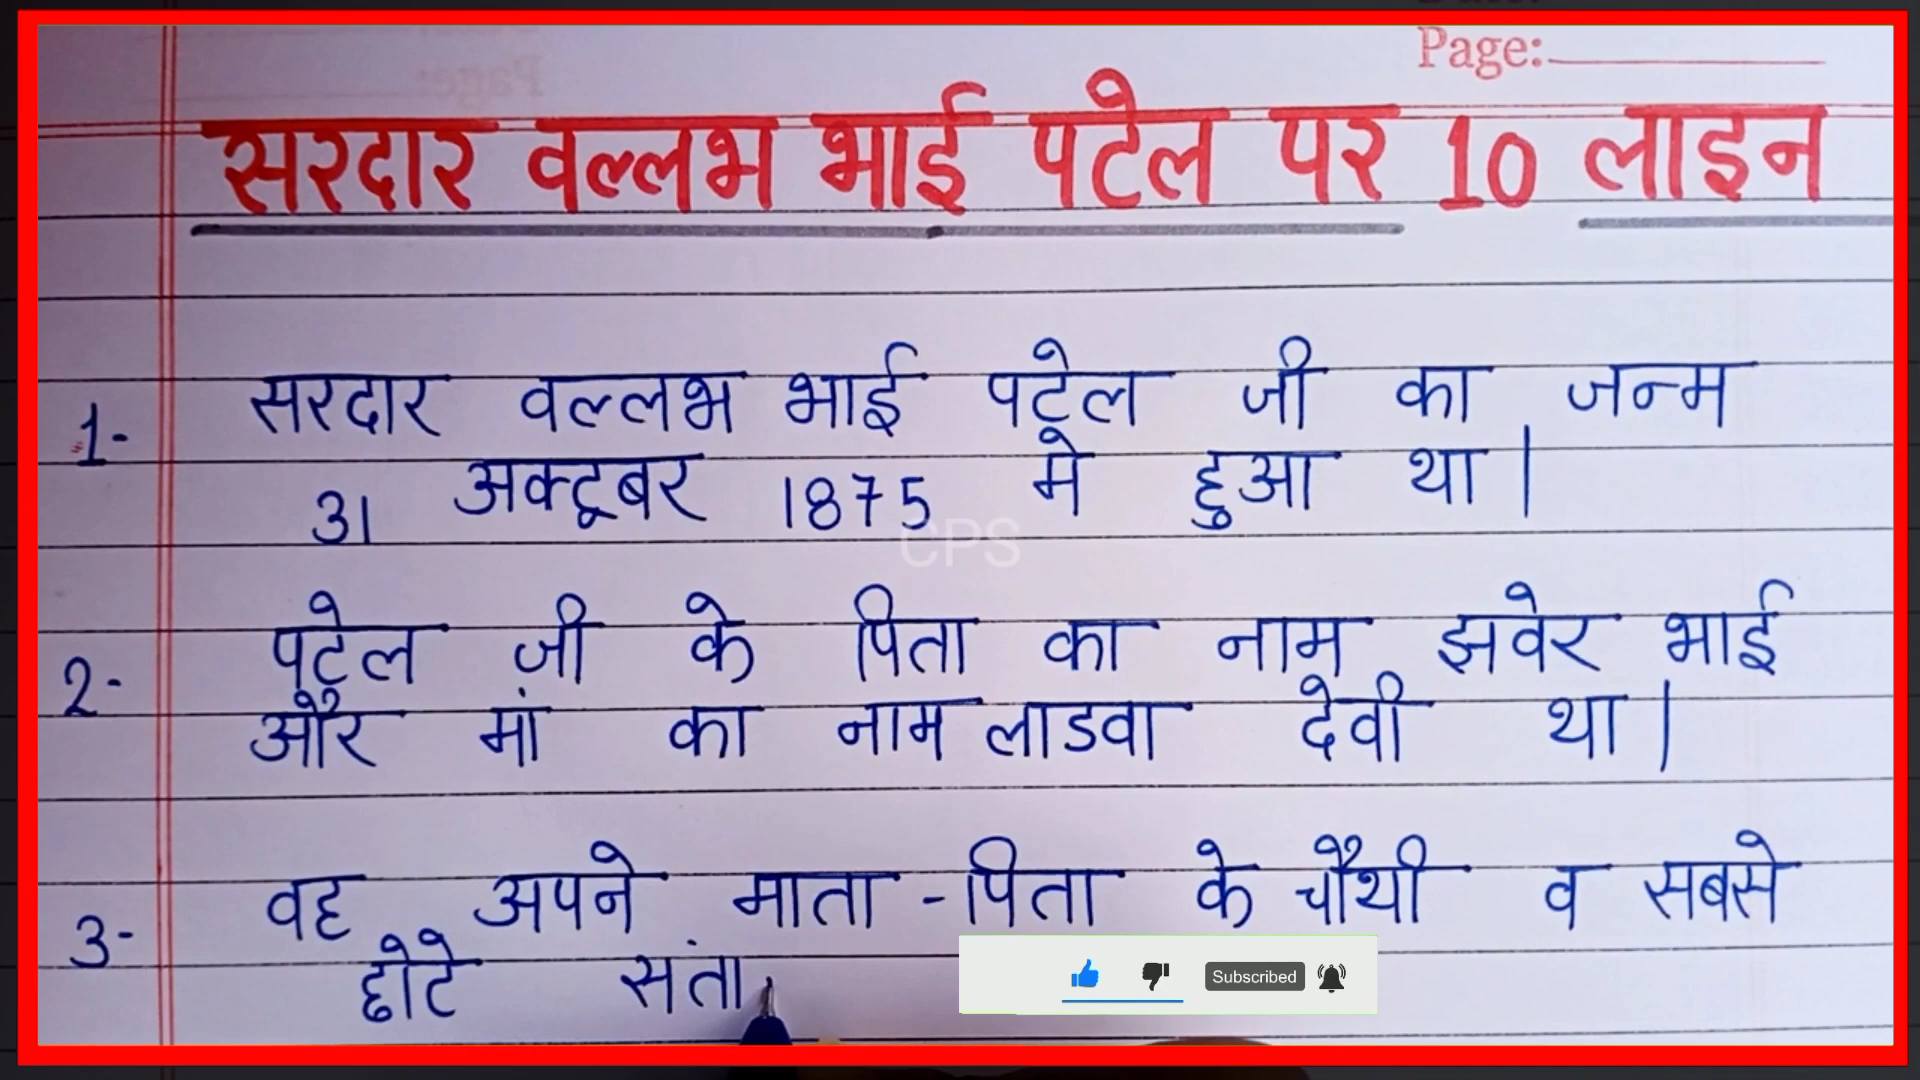 Page:
सरदार वल्लभ भाई पटेल पर 10 लाइन
1- सरदार वल्लभ भाई पटेल जी का जन्म
31 अक्टूबर 1875 मे हुआ था |
CPS
2- पटेल जी के पिता का नाम झवेर भाई
और मां का नाम लाडवा देवी था |
3- वह अपने माता - पिता के चौथी व सबसे
छोटे संता
Subscribed